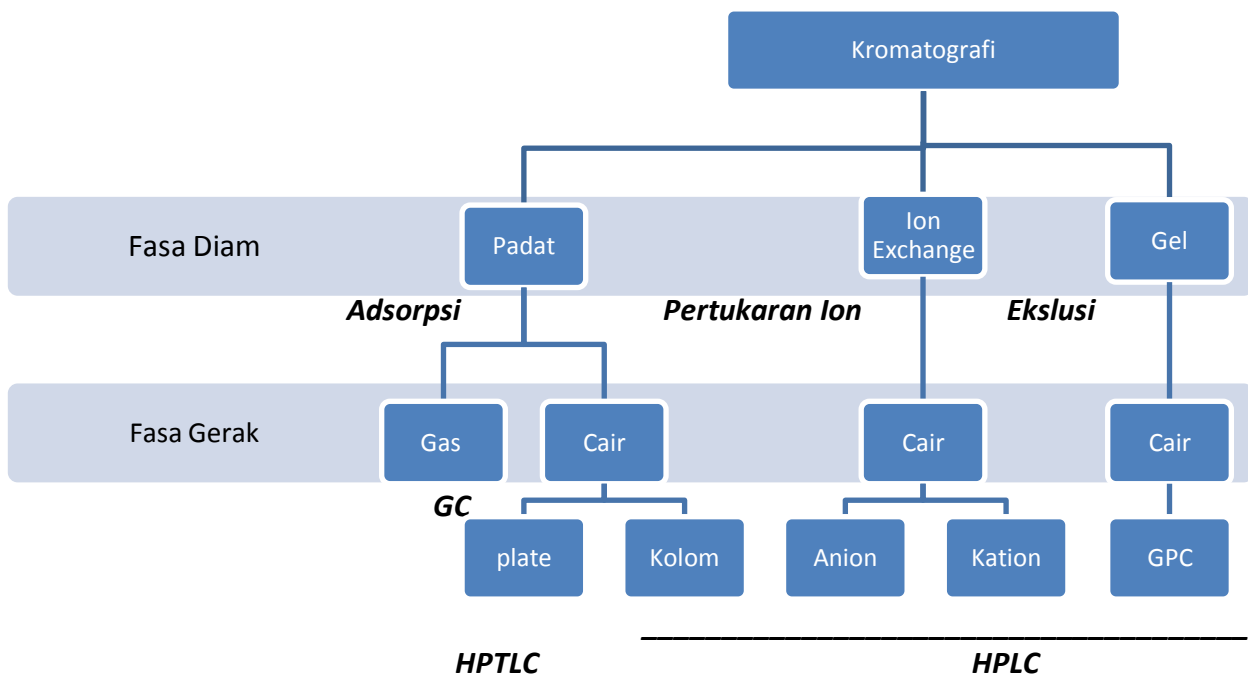 Kromatografi
Fasa Diam
Padat
Ion
Exchange
Gel
Adsorpsi
Pertukaran Ion
Ekslusi
Fasa Gerak
Gas
Cair
Cair
Cair
GC
plate
Kolom
Anion
Kation
GPC
HPTLC
HPLC